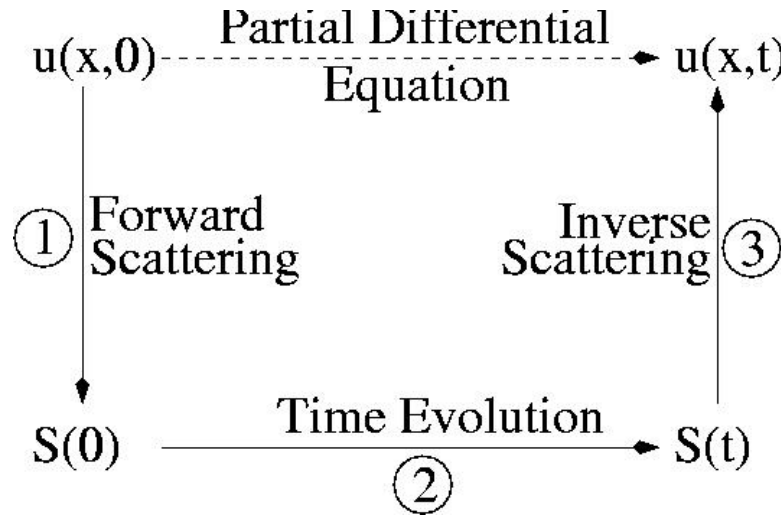 Partial Differential
u(x,0)
u(x,t)
Equation
1
Forward
Scattering
Inverse
Scattering
3
S(0)
Time Evolution
S(t)
2